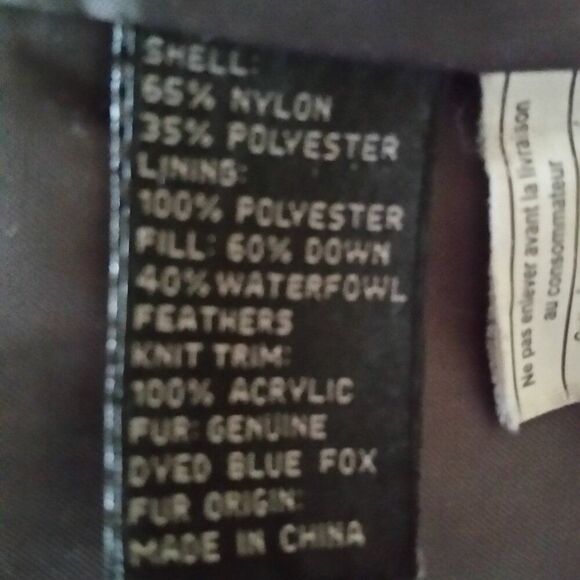 SHELL:
65% NYLON
35% POLYESTER
LINING:
100% POLYESTER
FILL: 60% DOWN
40% WATERFOWL
FEATHERS
KNIT TRIM:
100% ACRYLIC
FUR: GENUINE
DYED BLUE FOX
FUR ORIGIN:
MADE IN CHINA
Ne pas enlever avant la livraison
au consommateur